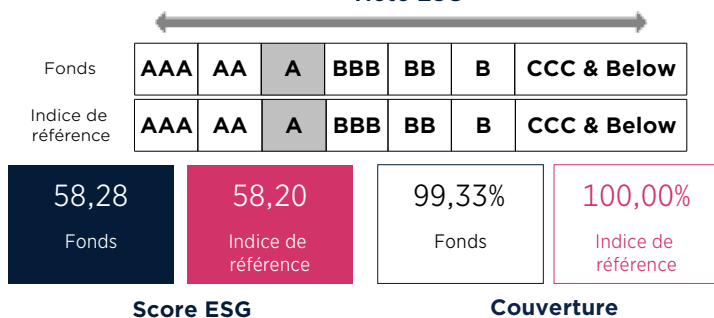 Fonds
AAA AA A BBB BB B CCC & Below
Indice de
référence
AAA AA A BBB BB B CCC & Below
58,28
Fonds
58,20
Indice de
référence
99,33%
Fonds
100,00%
Indice de
référence
Score ESG
Couverture